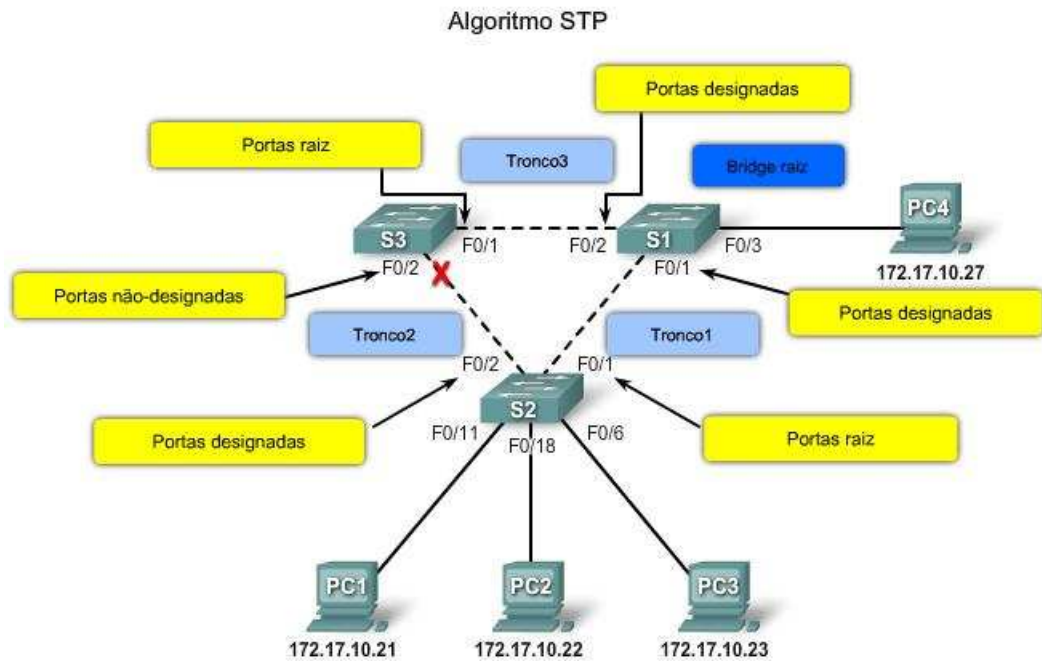 Algoritmo STP
Portas designadas
Portas raiz
Tronco3
Bridge raiz
PC4
S3
F0/1
F0/2
S1
F0/3
F0/2
F0/1
172.17.10.27
Portas não-designadas
Portas designadas
Tronco2
Tronco1
F0/2
F0/1
S2
Portas designadas
F0/11
F0/18
F0/6
Portas raiz
PC1
PC2
PC3
172.17.10.21
172.17.10.22
172.17.10.23